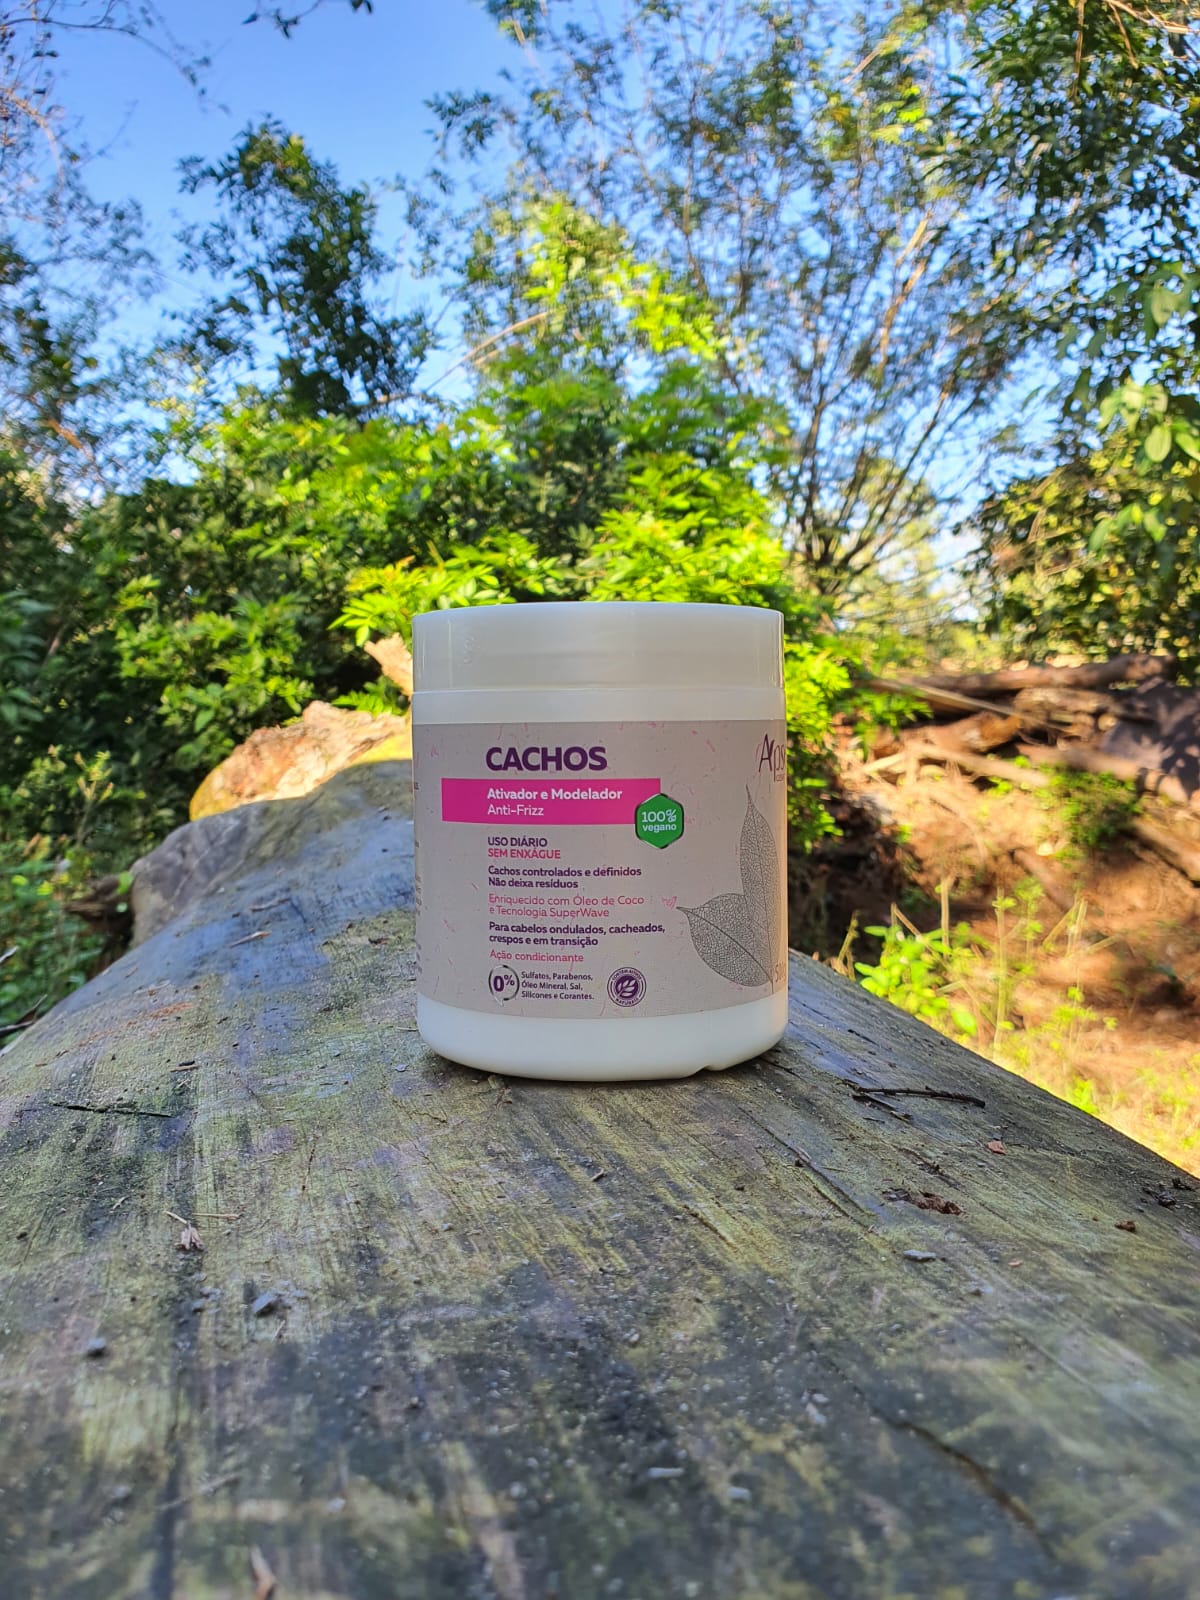 CACHOS
Ativador e Modelador
Anti-Frizz
100%
vegano
USO DIÁRIO
SEM ENXÁGUE
Cachos controlados e definidos
Não deixa resíduos
Enriquecido com Óleo de Coco
e Tecnologia SuperWave
Para cabelos ondulados, cacheados,
crespos e em transição
Ação condicionante
0%
Sulfatos, Parabenos,
Óleo Mineral, Sal,
Silicones e Corantes.
Aps